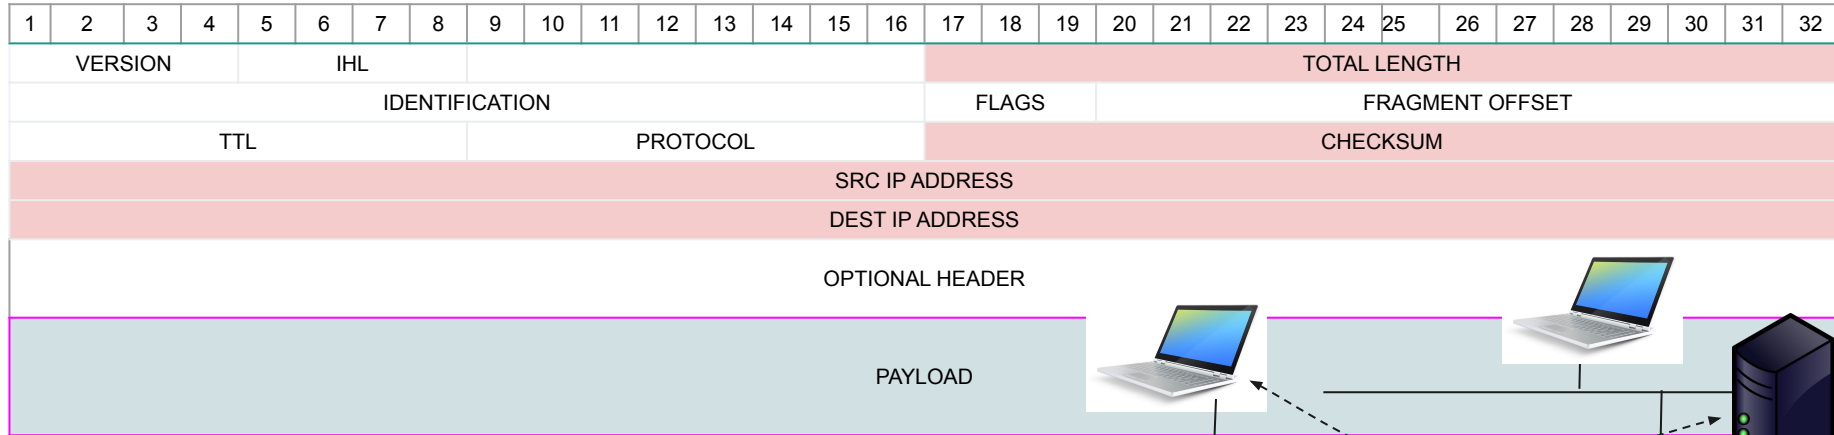 1 2 3 4 5 6 7 8 9 10 11 12 13 14 15 16 17 18 19 20 21 22 23 24 25 26 27 28 29 30 31 32
VERSION IHL TOTAL LENGTH
IDENTIFICATION FLAGS FRAGMENT OFFSET
TTL PROTOCOL CHECKSUM
SRC IP ADDRESS
DEST IP ADDRESS
OPTIONAL HEADER
PAYLOAD